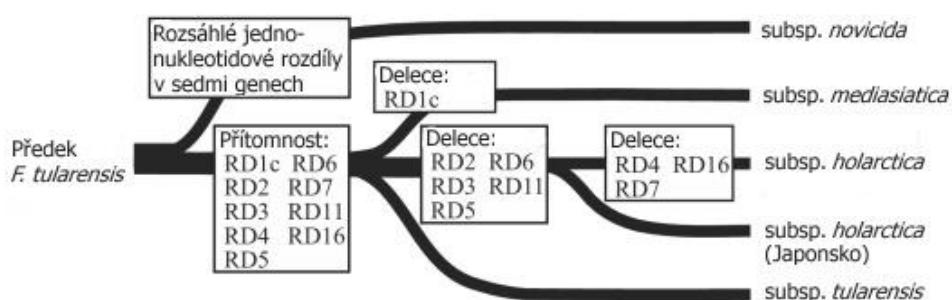 Rozsáhlé jedno-
nukleotidové rozdíly
v sedmi genech
subsp. novicida
Delece:
RD1c
subsp. mediasiatica
Předek
F. tularensis
Přítomnost:
RD1c RD6
RD2 RD7
RD3 RD11
RD4 RD16
RD5
Delece:
RD2 RD6
RD3 RD11
RD5
Delece:
RD4 RD16
RD7
subsp. holarctica
subsp. holarctica
(Japonsko)
subsp. tularensis